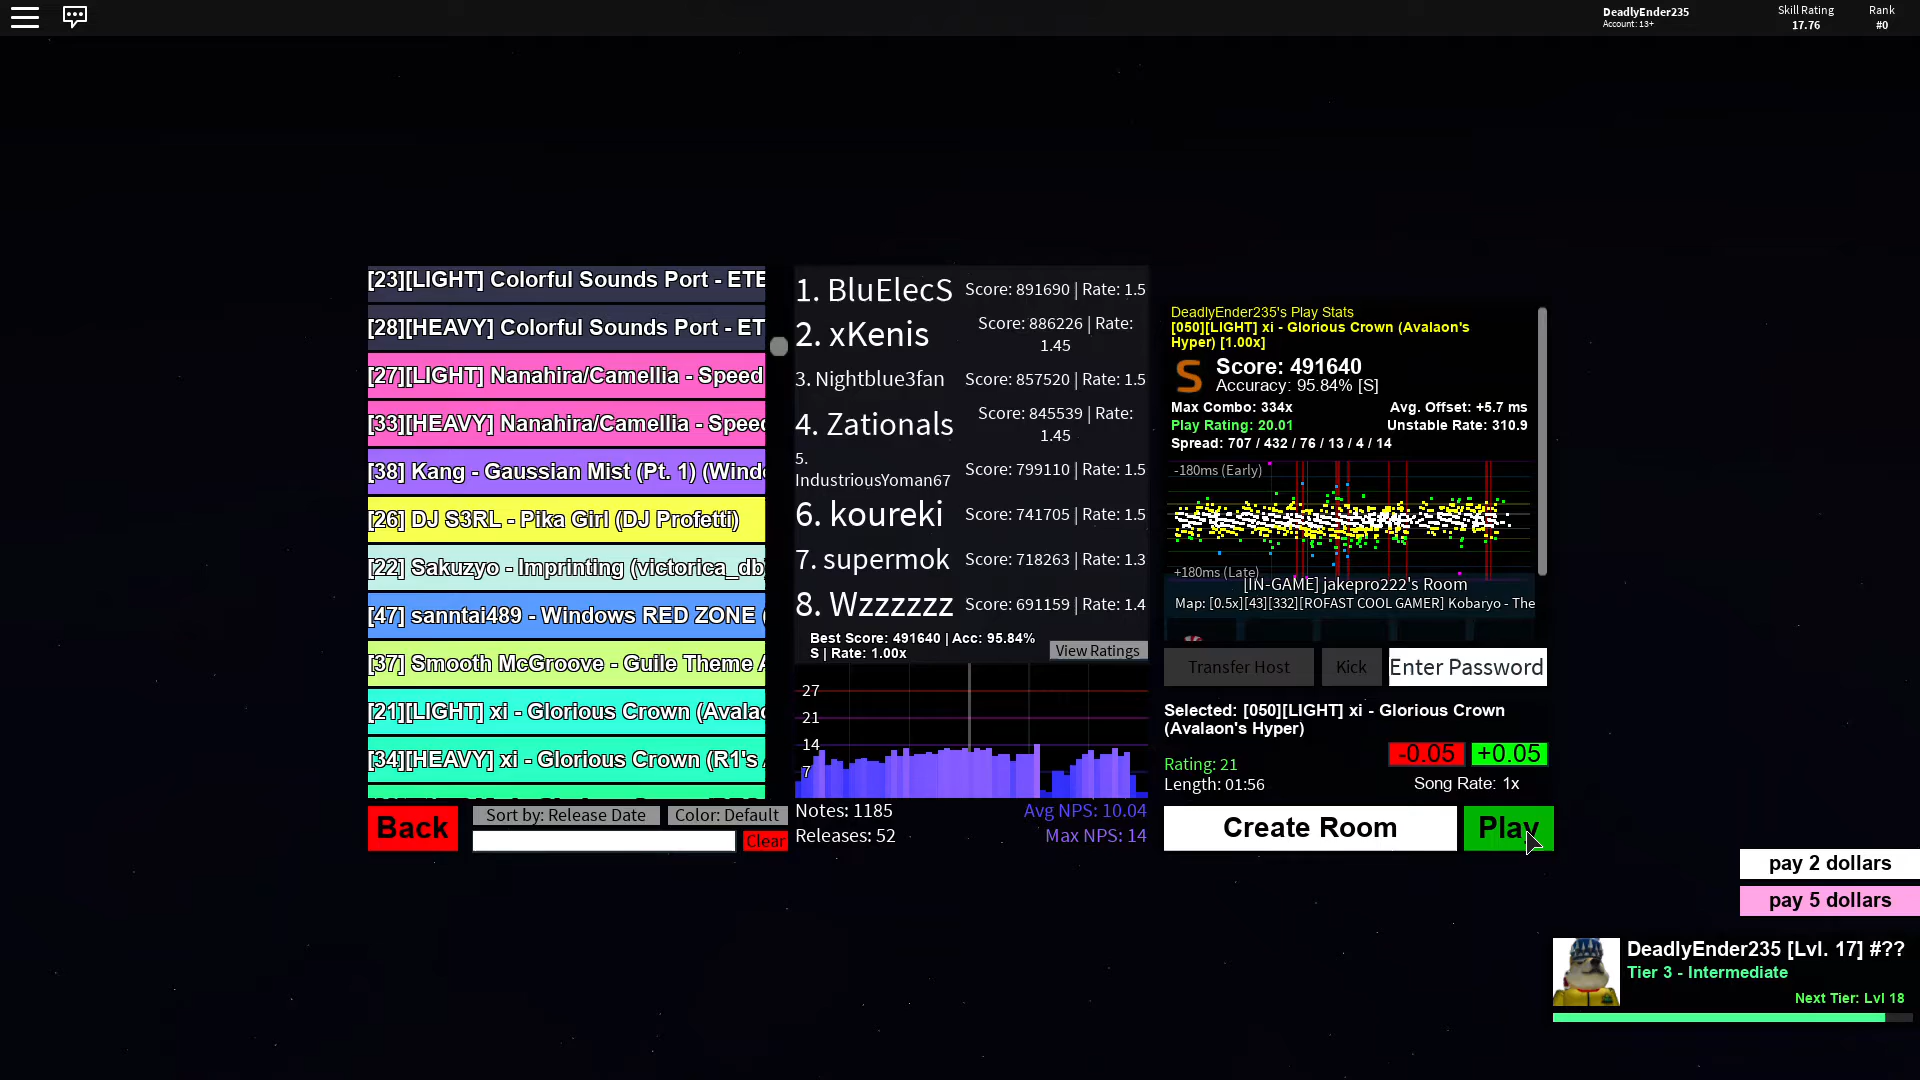 DeadlyEnder235
Account: 13+
Skill Rating
17.76
Rank
#0
[23][LIGHT] Colorful Sounds Port - ETE
[28][HEAVY] Colorful Sounds Port - ET
[27][LIGHT] Nanahira/Camellia - Speed
[33][HEAVY] Nanahira/Camellia - Speed
[38] Kang - Gaussian Mist (Pt. 1) (Windo
[26] DJ S3RL - Pika Girl (DJ Profetti)
[22] Sakuzyo - Imprinting (victorica_db)
[47] sanntai489 - Windows RED ZONE (
[37] Smooth McGroove - Guile Theme A
[21][LIGHT] xi - Glorious Crown (Avalao
[34][HEAVY] xi - Glorious Crown (R1's A
Back
Sort by: Release Date
Color: Default
Clear
1. BluElecS
Score: 891690 | Rate: 1.5
2. xKenis
Score: 886226 | Rate:
1.45
3. Nightblue3fan
Score: 857520 | Rate: 1.5
4. Zationals
Score: 845539 | Rate:
1.45
5.
IndustriousYoman67
Score: 799110 | Rate: 1.5
6. koureki
Score: 741705 | Rate: 1.5
7. supermok
Score: 718263 | Rate: 1.3
8. Wzzzzzz
Score: 691159 | Rate: 1.4
Best Score: 491640 | Acc: 95.84%
S | Rate: 1.00x
View Ratings
27
21
14
7
Notes: 1185
Avg NPS: 10.04
Releases: 52
Max NPS: 14
DeadlyEnder235's Play Stats
[050][LIGHT] xi - Glorious Crown (Avalaon's
Hyper) [1.00x]
S
Score: 491640
Accuracy: 95.84% [S]
Max Combo: 334x
Avg. Offset: +5.7 ms
Play Rating: 20.01
Unstable Rate: 310.9
Spread: 707 / 432 / 76 / 13 / 4 / 14
-180ms (Early)
+180ms (Late)
[IN-GAME] jakepro222's Room
Map: [0.5x][43][332][ROFAST COOL GAMER] Kobaryo - The
Transfer Host
Kick
Enter Password
Selected: [050][LIGHT] xi - Glorious Crown
(Avalaon's Hyper)
-0.05
+0.05
Rating: 21
Length: 01:56
Song Rate: 1x
Create Room
Play
pay 2 dollars
pay 5 dollars
DeadlyEnder235 [Lvl. 17] #??
Tier 3 - Intermediate
Next Tier: Lvl 18